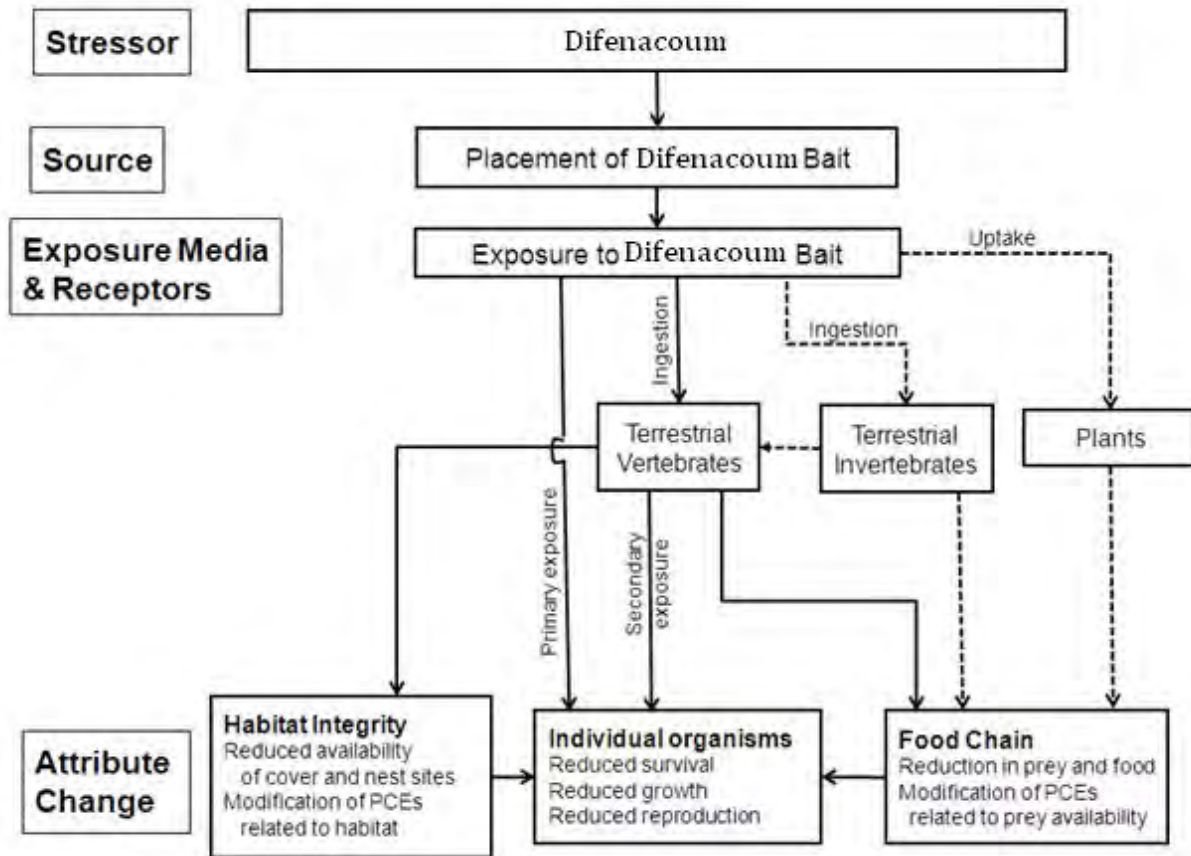 Stressor
Difenacoum
Source
Placement of Difenacoum Bait
Exposure Media
& Receptors
Exposure to Difenacoum Bait
Uptake
Ingestion
Ingestion
Terrestrial
Vertebrates
Terrestrial
Invertebrates
Plants
Primary exposure
Secondary
exposure
Attribute
Change
Habitat Integrity
Reduced availability
of cover and nest sites
Modification of PCEs
related to habitat
Individual organisms
Reduced survival
Reduced growth
Reduced reproduction
Food Chain
Reduction in prey and food
Modification of PCEs
related to prey availability